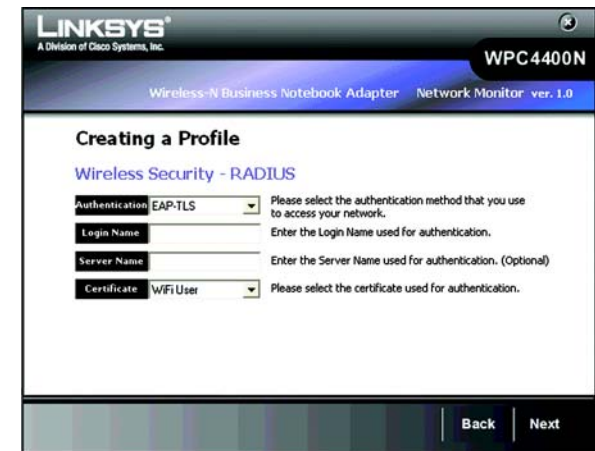 LINKSYS®
A Division of Cisco Systems, Inc.
WPC4400N
Wireless-N Business Notebook Adapter Network Monitor ver. 1.0
Creating a Profile
Wireless Security - RADIUS
Authentication EAP-TLS Please select the authentication method that you use
to access your network.
Login Name Enter the Login Name used for authentication.
Server Name Enter the Server Name used for authentication. (Optional)
Certificate WiFi User Please select the certificate used for authentication.
Back Next